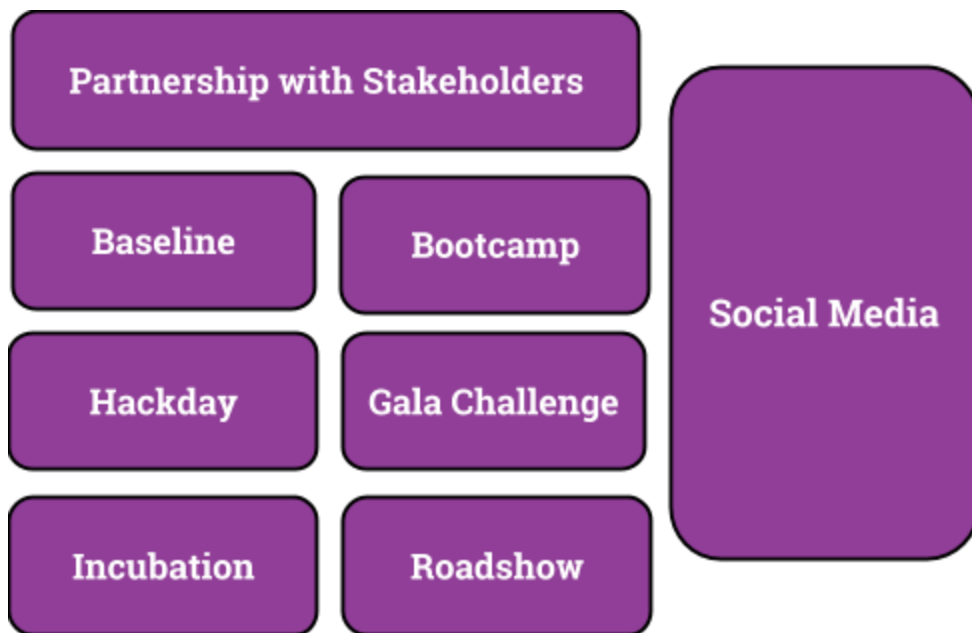 Partnership with Stakeholders
Baseline
Bootcamp
Hackday
Gala Challenge
Incubation
Roadshow
Social Media